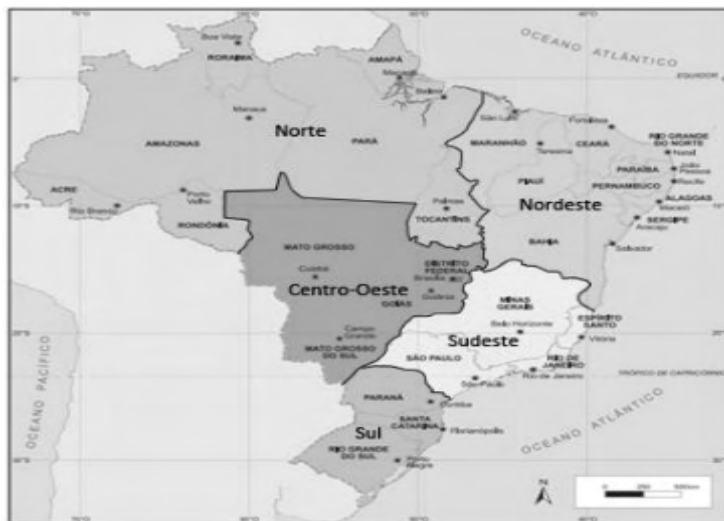 Boa Vista
RORAIMA
AMAPÁ
Macapá
Belém
OCEANO ATLÂNTICO
EQUADOR
0°
Manaus
Norte
AMAZONAS
PARÁ
São Luís
Fortaleza
MARANHÃO
CEARÁ
RIO GRANDE
DO NORTE
Natal
Teresina
PARAÍBA
João
Pessoa
PIAUÍ
PERNAMBUCO
Recife
ACRE
Porto
Velho
Rio Branco
Palmas
Nordeste
ALAGOAS
Maceió
RONDÔNIA
TOCANTINS
SERGIPE
Aracaju
MATO GROSSO
BAHIA
Salvador
DISTRITO
FEDERAL
Cuiabá
Brasília
Centro-Oeste
Goiânia
GOIÁS
MINAS
GERAIS
ESPÍRITO
SANTO
Belo Horizonte
Campo
Grande
Vitória
Sudeste
MATO GROSSO
DO SUL
SÃO PAULO
RIO DE
JANEIRO
Rio de Janeiro
São Paulo
TRÓPICO DE CAPRICÓRNIO
OCEANO PACÍFICO
PARANÁ
Curitiba
SANTA
CATARINA
Sul
Florianópolis
OCEANO ATLÂNTICO
RIO GRANDE
DO SUL
Porto
Alegre
N
0 250 500km